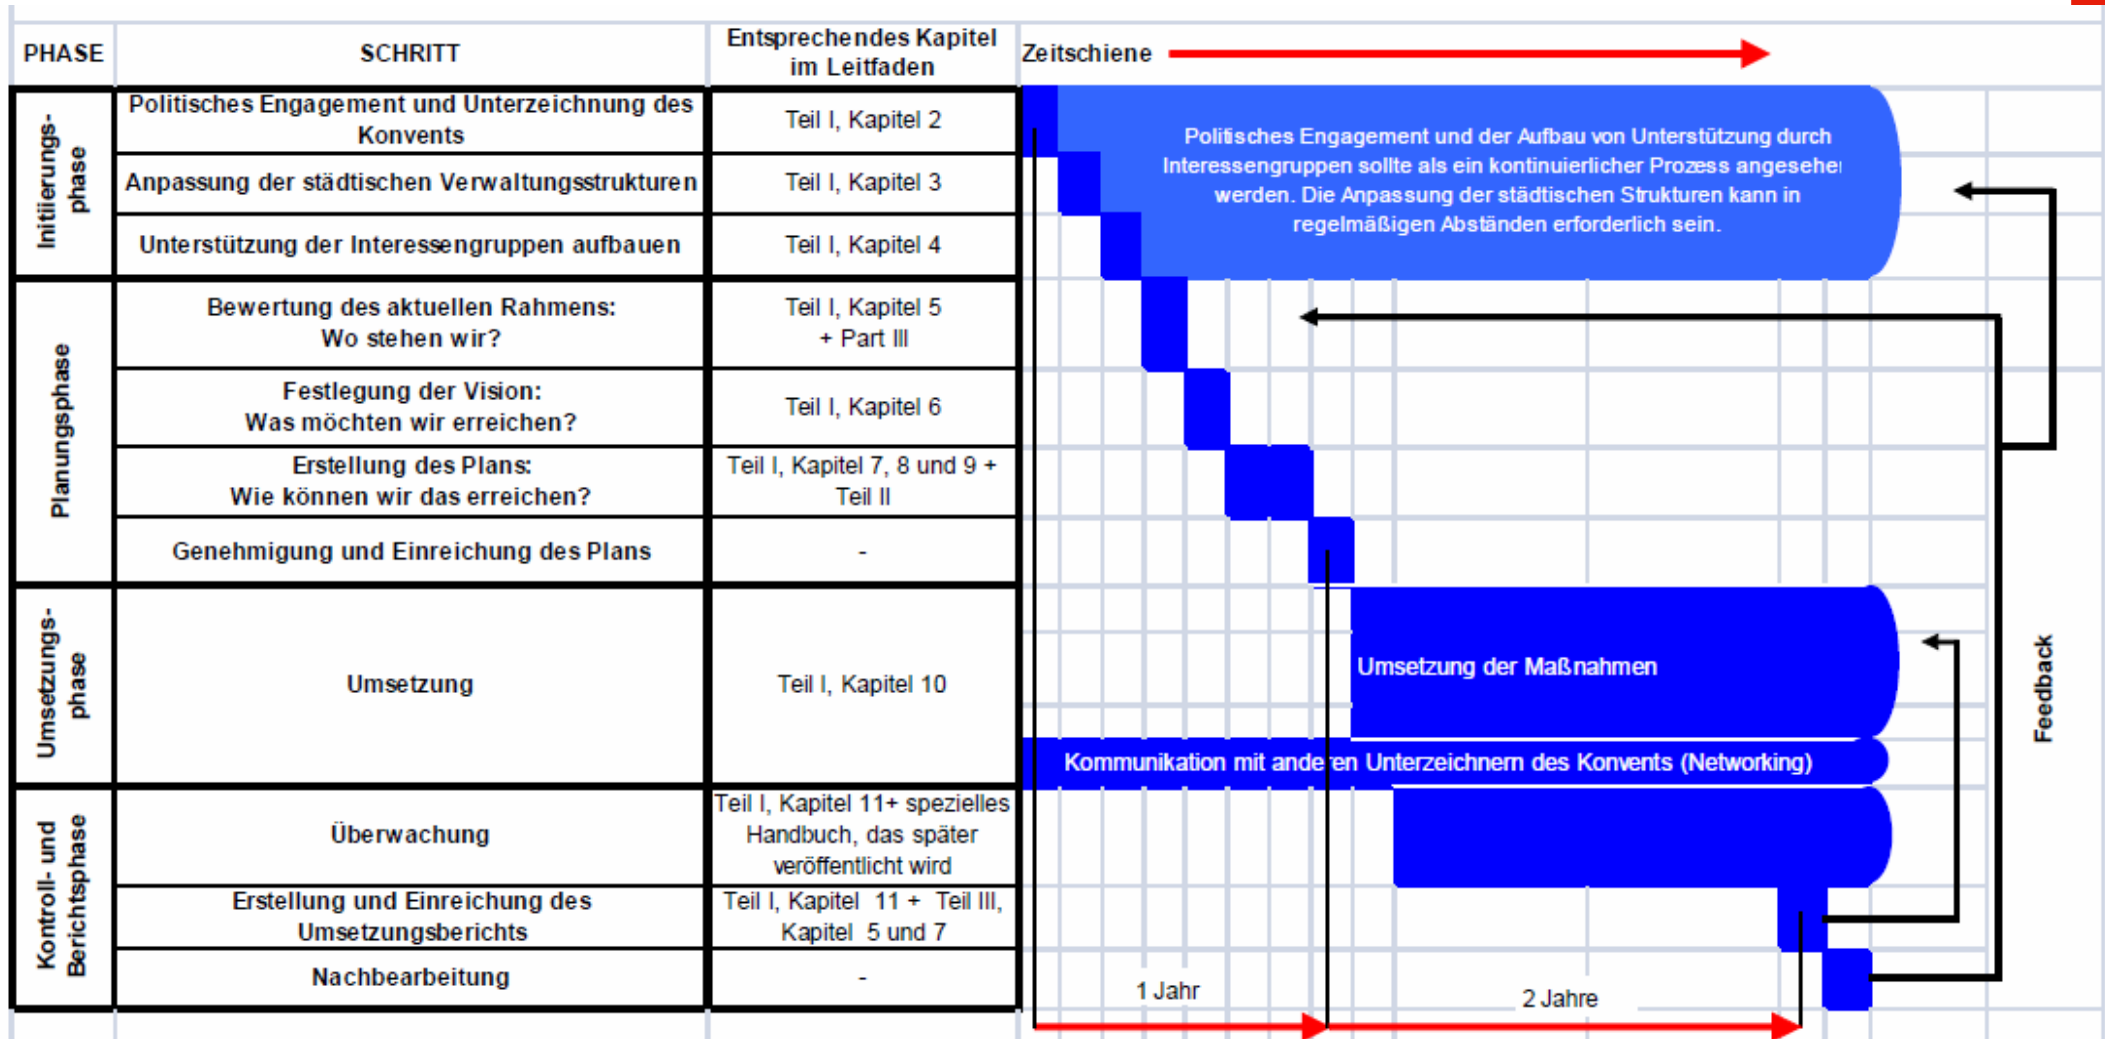 PHASE
SCHRITT
Entsprechendes Kapitel
im Leitfaden
Zeitschiene
Initiierungs-
phase
Politisches Engagement und Unterzeichnung des
Konvents
Teil I, Kapitel 2
Anpassung der städtischen Verwaltungsstrukturen
Teil I, Kapitel 3
Unterstützung der Interessengruppen aufbauen
Teil I, Kapitel 4
Politisches Engagement und der Aufbau von Unterstützung durch
Interessengruppen sollte als ein kontinuierlicher Prozess angesehen
werden. Die Anpassung der städtischen Strukturen kann in
regelmäßigen Abständen erforderlich sein.
Planungsphase
Bewertung des aktuellen Rahmens:
Wo stehen wir?
Teil I, Kapitel 5
+ Part III
Festlegung der Vision:
Was möchten wir erreichen?
Teil I, Kapitel 6
Erstellung des Plans:
Wie können wir das erreichen?
Teil I, Kapitel 7, 8 und 9 +
Teil II
Genehmigung und Einreichung des Plans
-
Umsetzungs-
phase
Umsetzung
Teil I, Kapitel 10
Umsetzung der Maßnahmen
Kommunikation mit anderen Unterzeichnern des Konvents (Networking)
Feedback
Kontroll- und
Berichtsphase
Überwachung
Teil I, Kapitel 11+ spezielles
Handbuch, das später
veröffentlicht wird
Erstellung und Einreichung des
Umsetzungsberichts
Teil I, Kapitel 11 + Teil III,
Kapitel 5 und 7
Nachbearbeitung
-
1 Jahr
2 Jahre